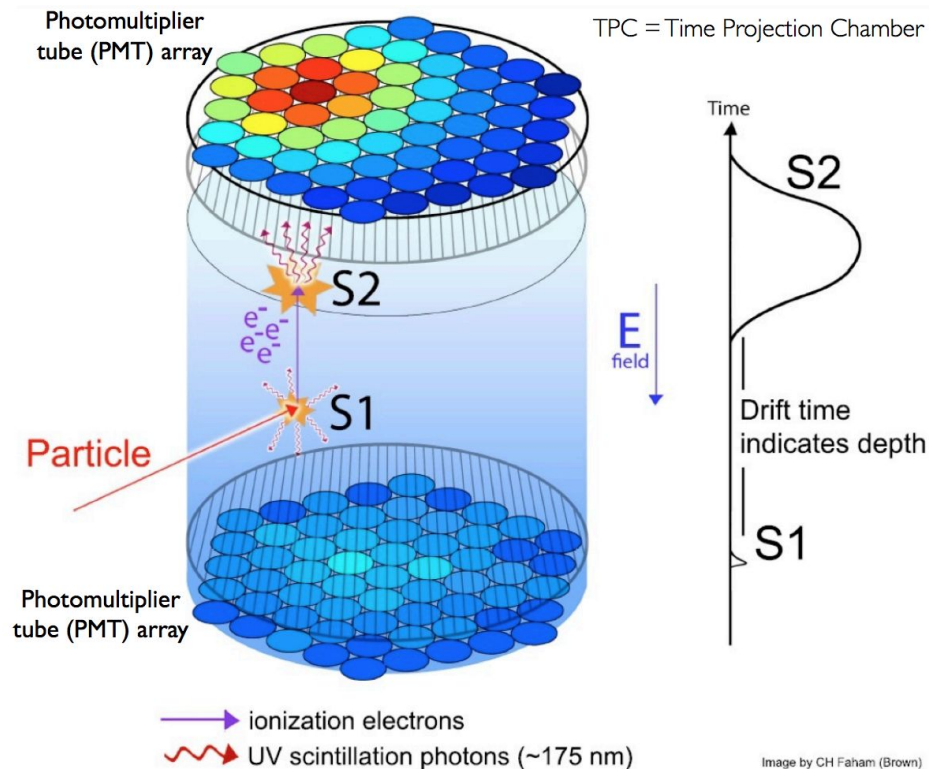 Photomultiplier
tube (PMT) array
TPC = Time Projection Chamber
Time
S2
S2
e-
e-e-
e-
e-
E
field
S1
Drift time
indicates depth
Particle
S1
Photomultiplier
tube (PMT) array
ionization electrons
UV scintillation photons (~175 nm)
Image by CH Faham (Brown)